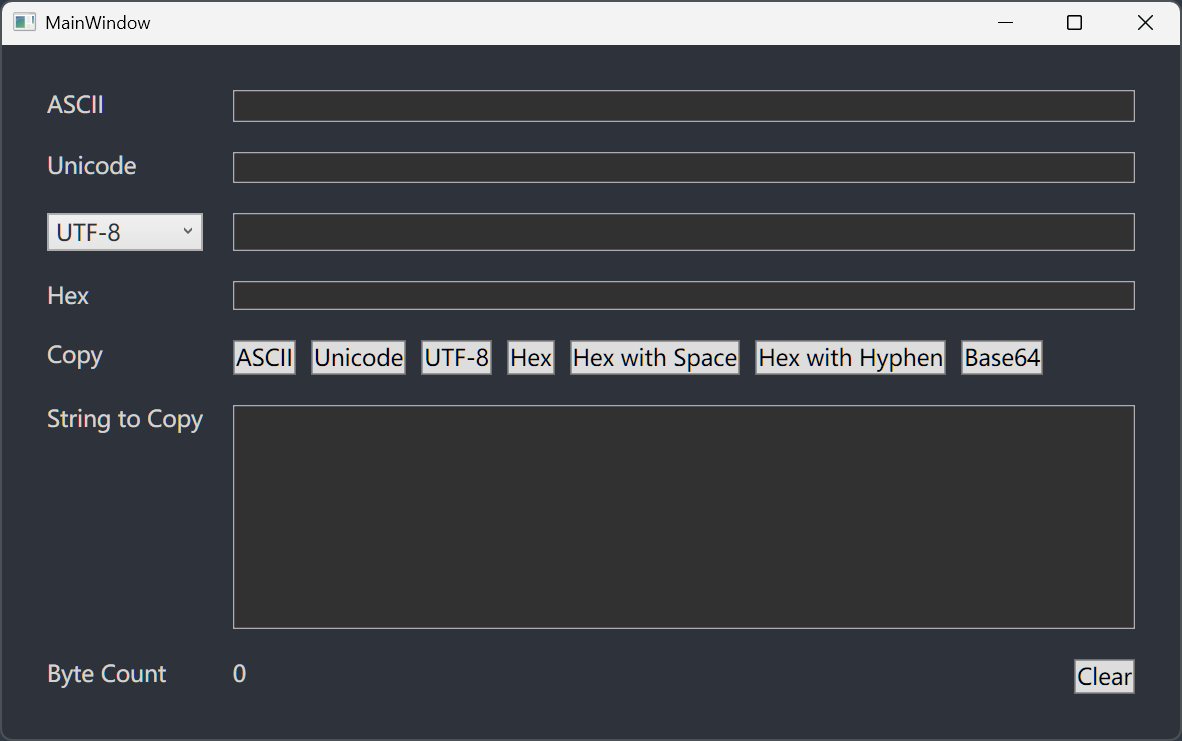 MainWindow
ASCII
Unicode
UTF-8
Hex
Copy ASCII Unicode UTF-8 Hex Hex with Space Hex with Hyphen Base64
String to Copy
Byte Count 0 Clear